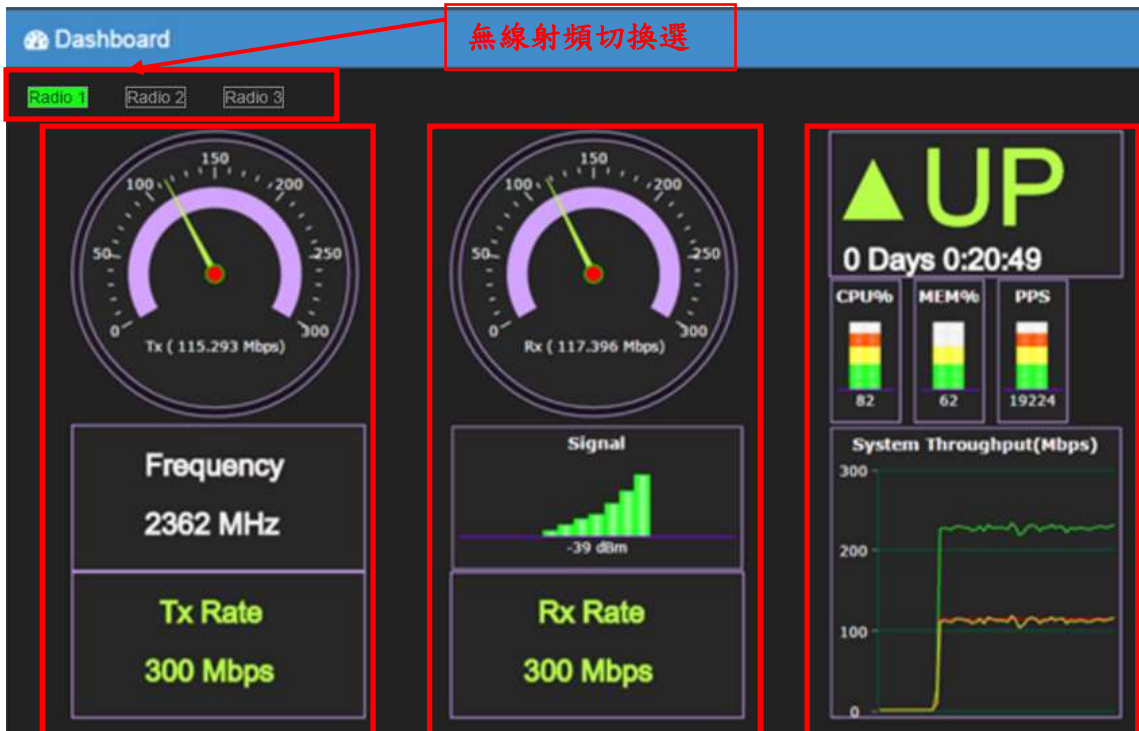 Dashboard
無線射頻切換選
Radio 1 Radio 2 Radio 3
0 50 100 150 200 250 300
Tx ( 115.293 Mbps)
Frequency
2362 MHz
Tx Rate
300 Mbps
0 50 100 150 200 250 300
Rx ( 117.396 Mbps)
Signal
-39 dBm
Rx Rate
300 Mbps
UP
0 Days 0:20:49
CPU% MEM% PPS
82 62 19224
System Throughput(Mbps)
300
200
100
0